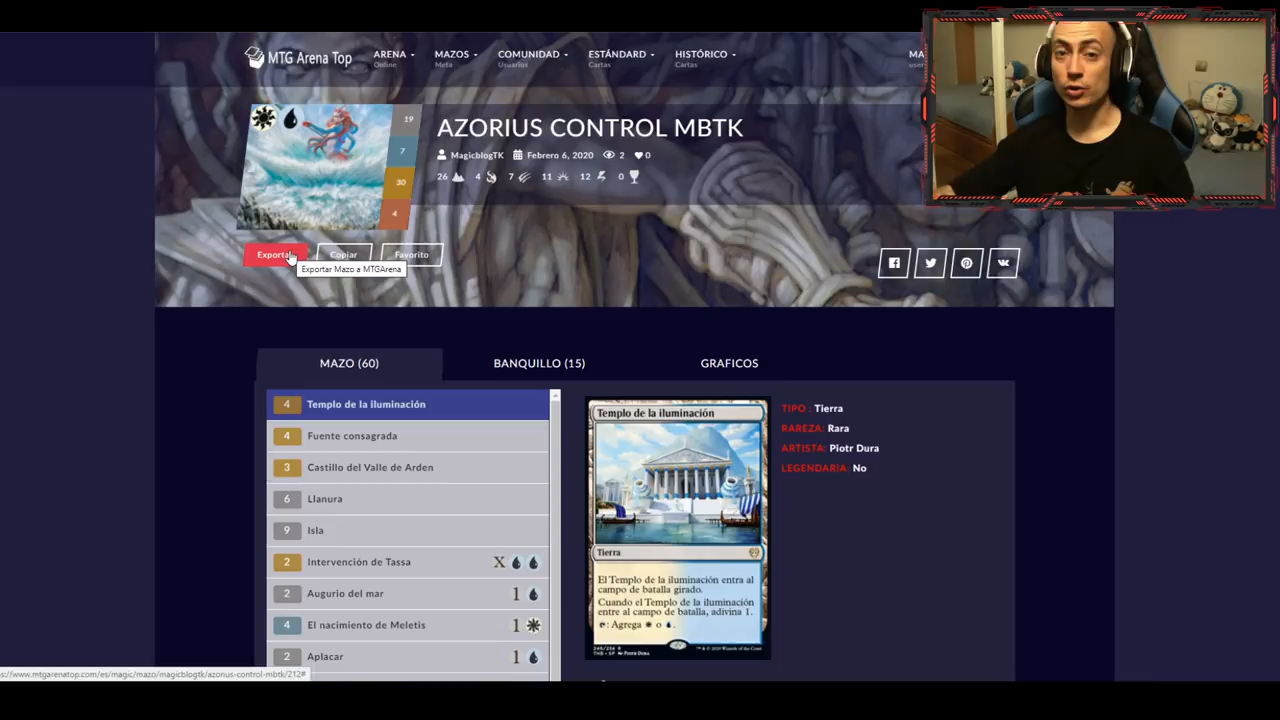 MTG Arena Top
ARENA
Online
MAZOS
Meta
COMUNIDAD
Usuarios
ESTÁNDARD
Cartas
HISTÓRICO
Cartas
MA
user
19
7
30
4
AZORIUS CONTROL MBTK
MagicblogTK Febrero 6, 2020 2 0
26 4 7 11 12 0
Exportar
Copiar
Favorito
Exportar Mazo a MTGArena
MAZO (60)
BANQUILLO (15)
GRAFICOS
4 Templo de la iluminación
4 Fuente consagrada
3 Castillo del Valle de Arden
6 Llanura
9 Isla
2 Intervención de Tassa X
2 Augurio del mar 1
4 El nacimiento de Meletis 1
2 Aplacar 1
Templo de la iluminación
Tierra
El Templo de la iluminación entra al
campo de batalla girado.
Cuando el Templo de la iluminación
entre al campo de batalla, adivina 1.
: Agrega o .
TIPO : Tierra
RAREZA: Rara
ARTISTA: Piotr Dura
LEGENDARIA: No
s://www.mtgarenatop.com/es/magic/mazo/magicblogtk/azorius-control-mbtk/212#